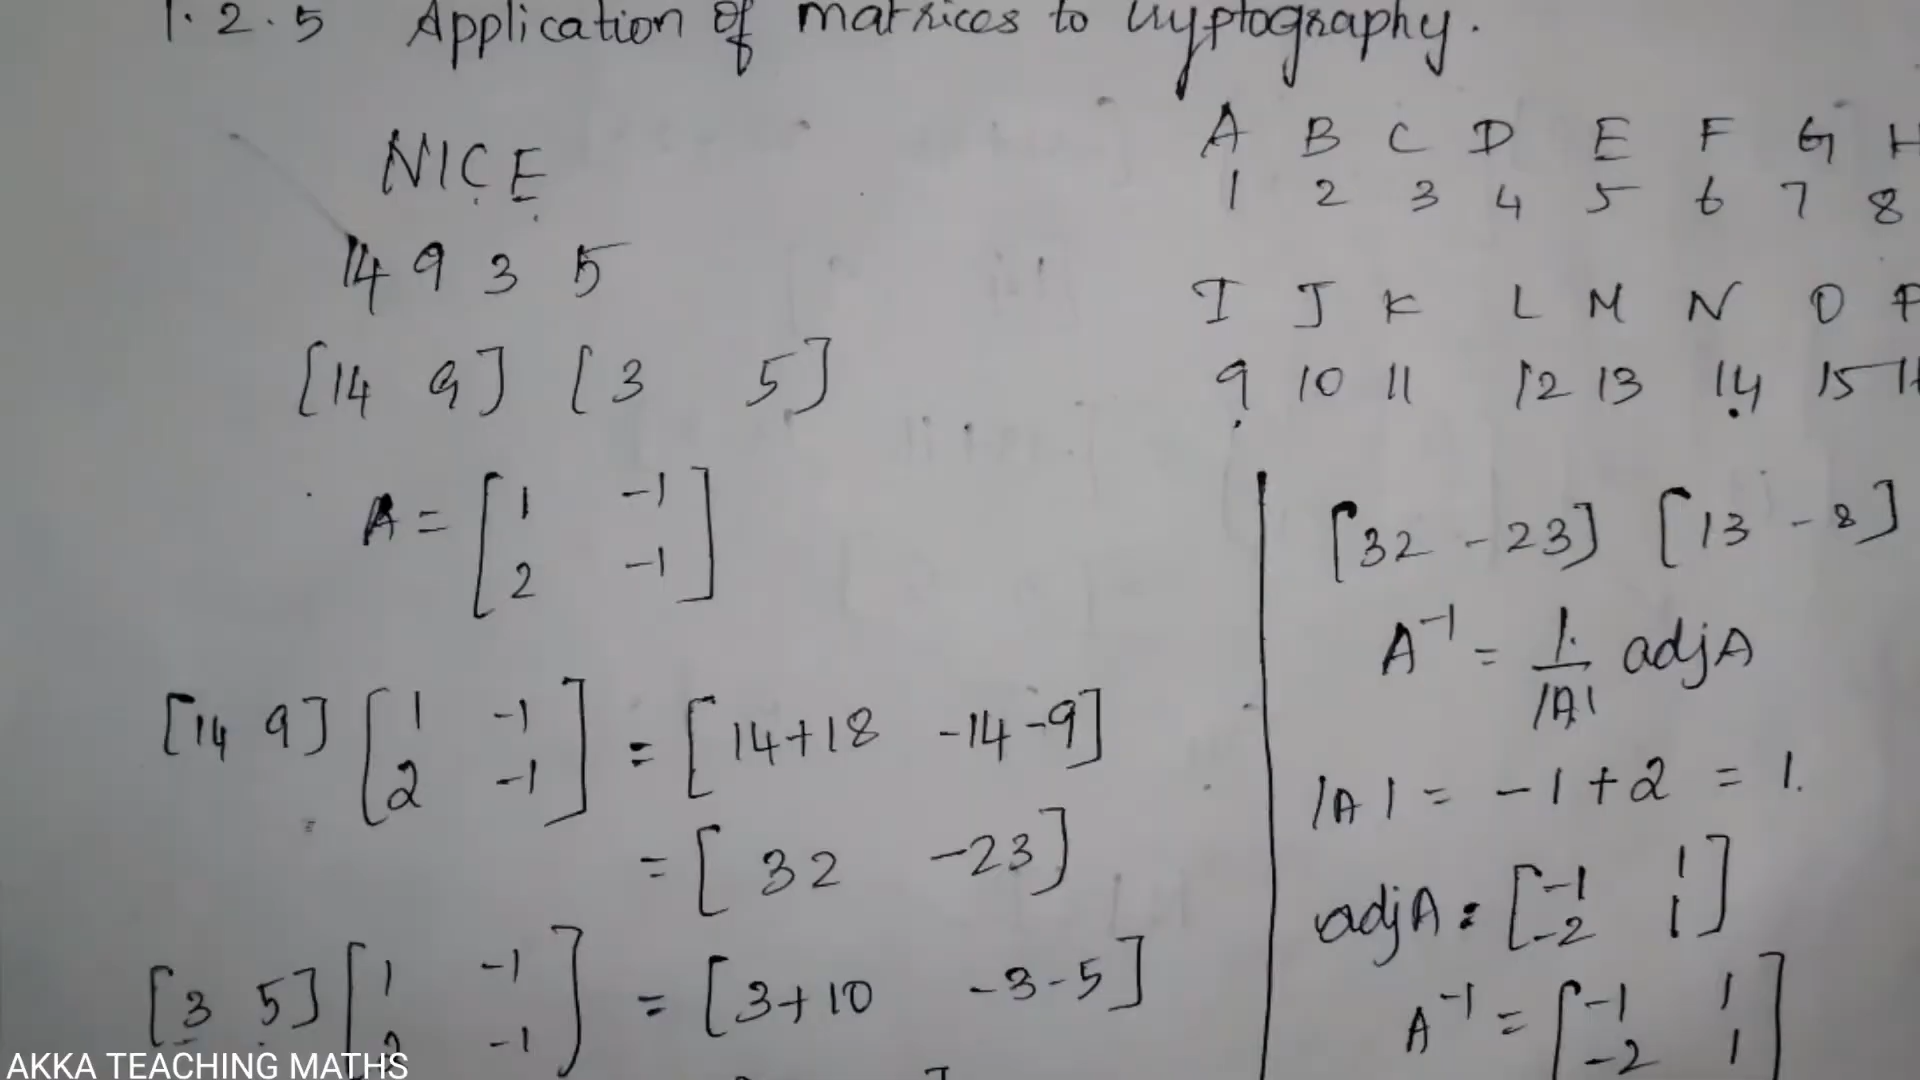 1.2.5 Application of matrices to Cryptography.
NICE
14 9 3 5
[14 9] [3 5]
A = [1 -1
2 -1]
[14 9] [1 -1
2 -1] = [14+18 -14-9]
= [32 -23]
[3 5] [1 -1
2 -1] = [3+10 -3-5]
A B C D E F G H
1 2 3 4 5 6 7 8
I J K L M N O P
9 10 11 12 13 14 15
[32 -23] [13 -8]
A⁻¹ = 1/|A| adjA
|A| = -1+2 = 1.
adjA = [-1 1
-2 1]
A⁻¹ = [-1 1
-2 1]
AKKA TEACHING MATHS